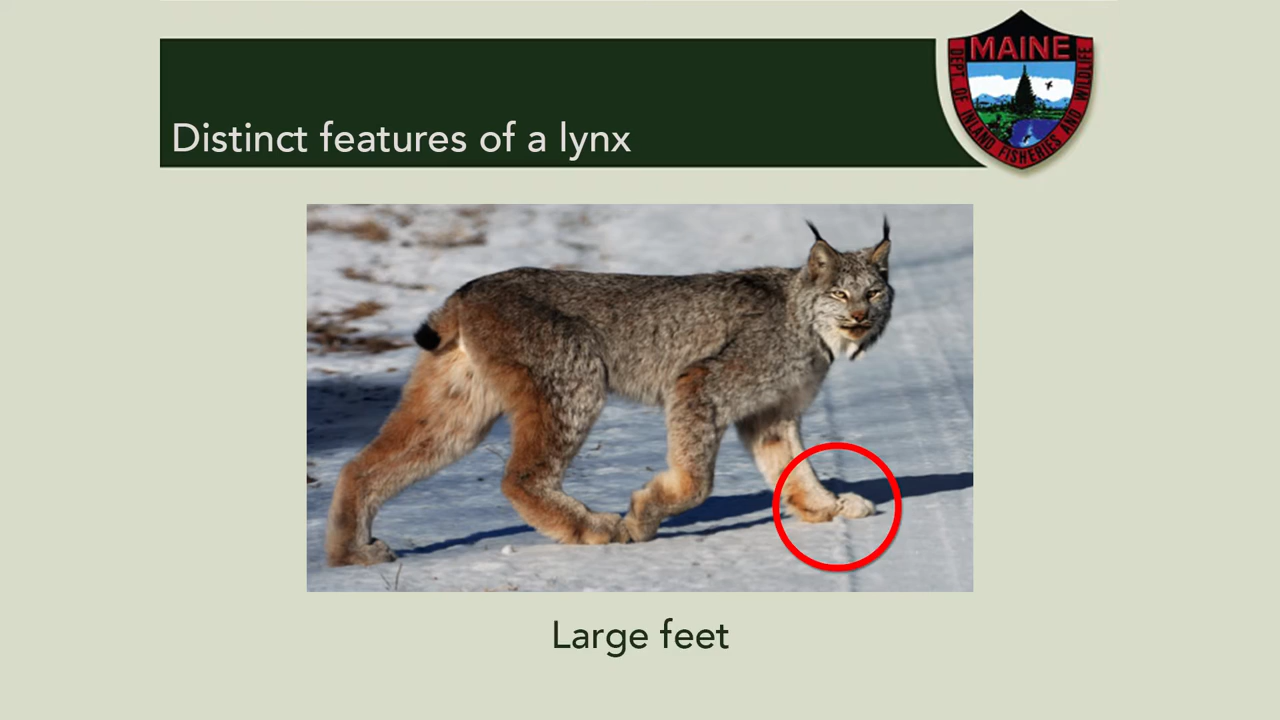 MAINE
DEPT OF INLAND FISHERIES AND WILDLIFE
Distinct features of a lynx
Large feet